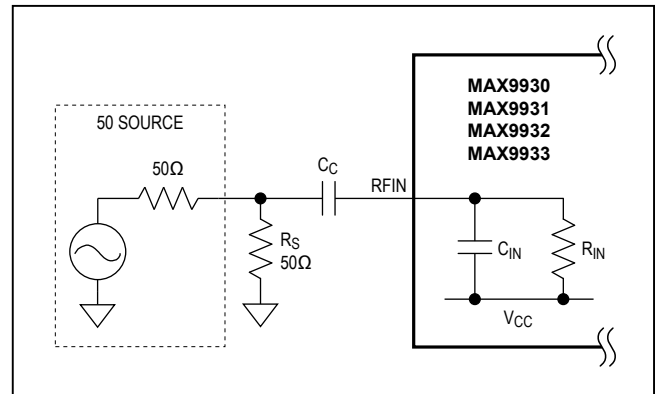 MAX9930
MAX9931
MAX9932
MAX9933
50 SOURCE
50Ω
CC
RFIN
RS
50Ω
CIN
RIN
VCC